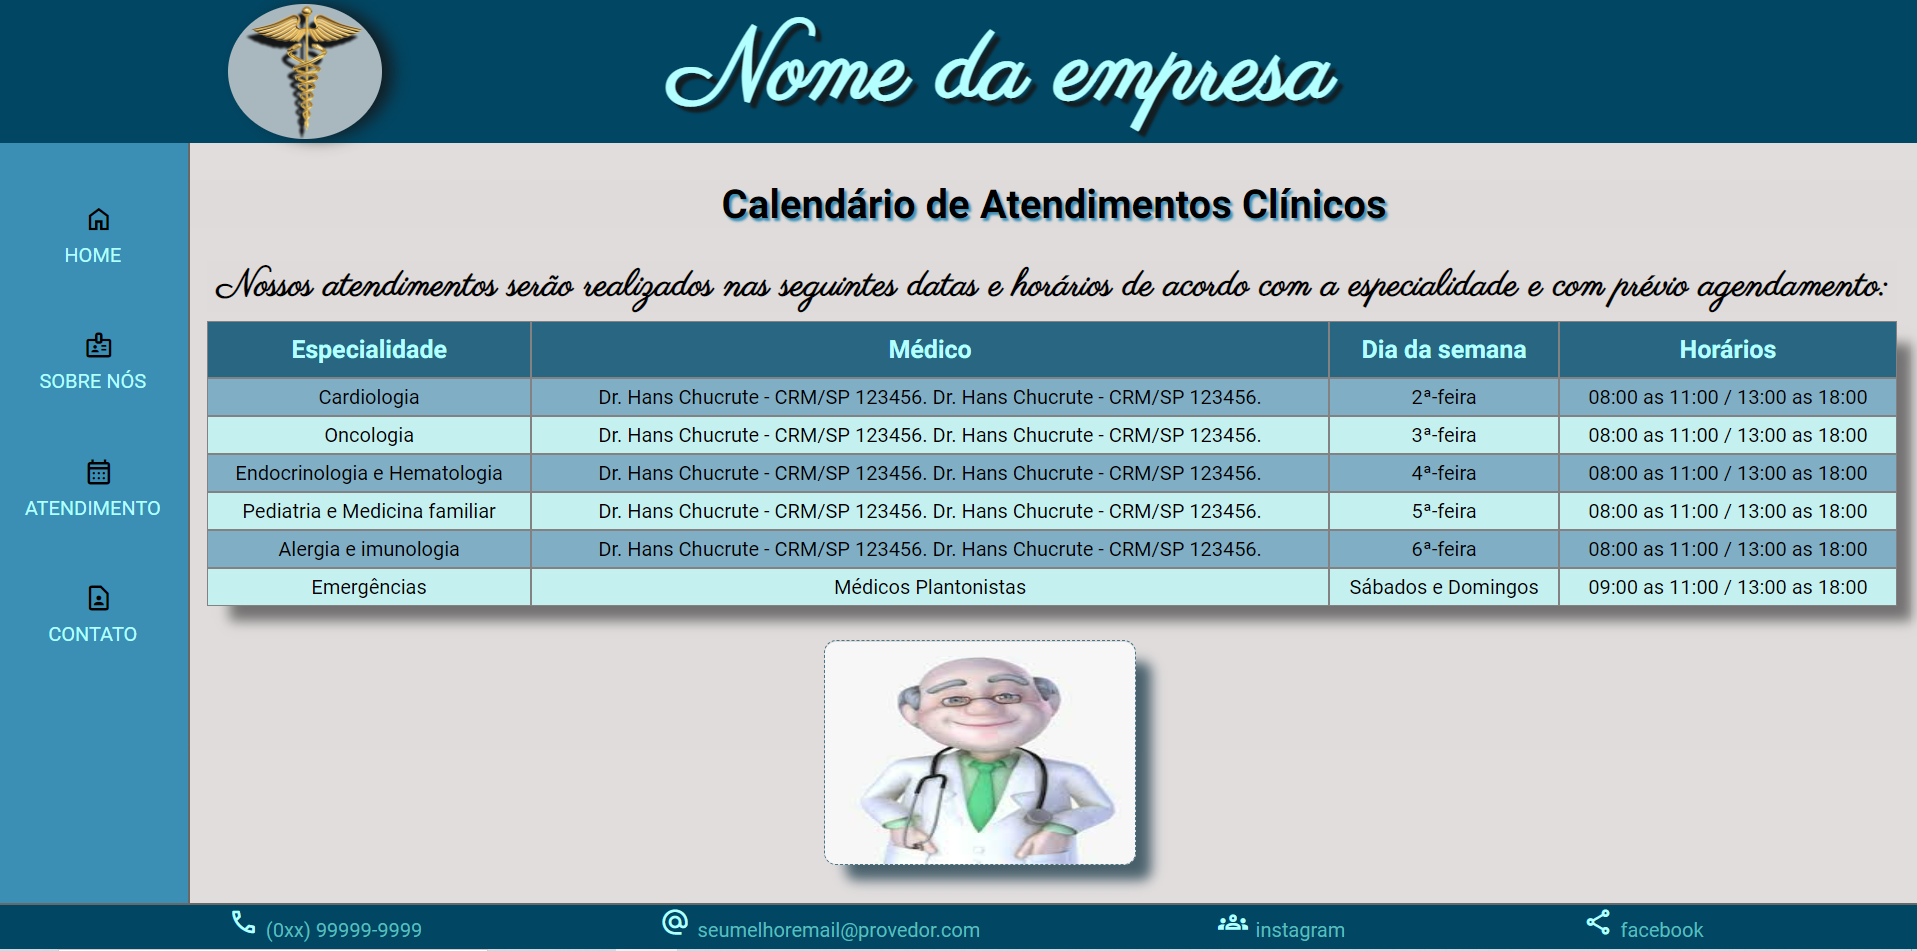 Nome da empresa
HOME
SOBRE NÓS
ATENDIMENTO
CONTATO
Calendário de Atendimentos Clínicos
Nossos atendimentos serão realizados nas seguintes datas e horários de acordo com a especialidade e com prévio agendamento:
Especialidade Médico Dia da semana Horários
Cardiologia Dr. Hans Chucrute - CRM/SP 123456. Dr. Hans Chucrute - CRM/SP 123456. 2ª-feira 08:00 as 11:00 / 13:00 as 18:00
Oncologia Dr. Hans Chucrute - CRM/SP 123456. Dr. Hans Chucrute - CRM/SP 123456. 3ª-feira 08:00 as 11:00 / 13:00 as 18:00
Endocrinologia e Hematologia Dr. Hans Chucrute - CRM/SP 123456. Dr. Hans Chucrute - CRM/SP 123456. 4ª-feira 08:00 as 11:00 / 13:00 as 18:00
Pediatria e Medicina familiar Dr. Hans Chucrute - CRM/SP 123456. Dr. Hans Chucrute - CRM/SP 123456. 5ª-feira 08:00 as 11:00 / 13:00 as 18:00
Alergia e imunologia Dr. Hans Chucrute - CRM/SP 123456. Dr. Hans Chucrute - CRM/SP 123456. 6ª-feira 08:00 as 11:00 / 13:00 as 18:00
Emergências Médicos Plantonistas Sábados e Domingos 09:00 as 11:00 / 13:00 as 18:00
(0xx) 99999-9999 seumelhoremail@provedor.com instagram facebook